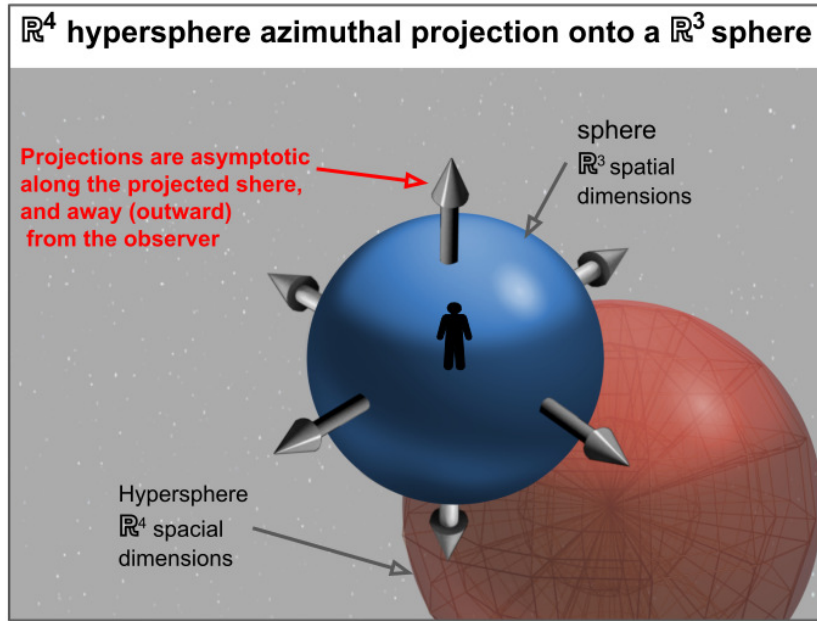 ℝ⁴ hypersphere azimuthal projection onto a ℝ³ sphere
Projections are asymptotic
along the projected shere,
and away (outward)
from the observer
sphere
ℝ³ spatial
dimensions
Hypersphere
ℝ⁴ spacial
dimensions